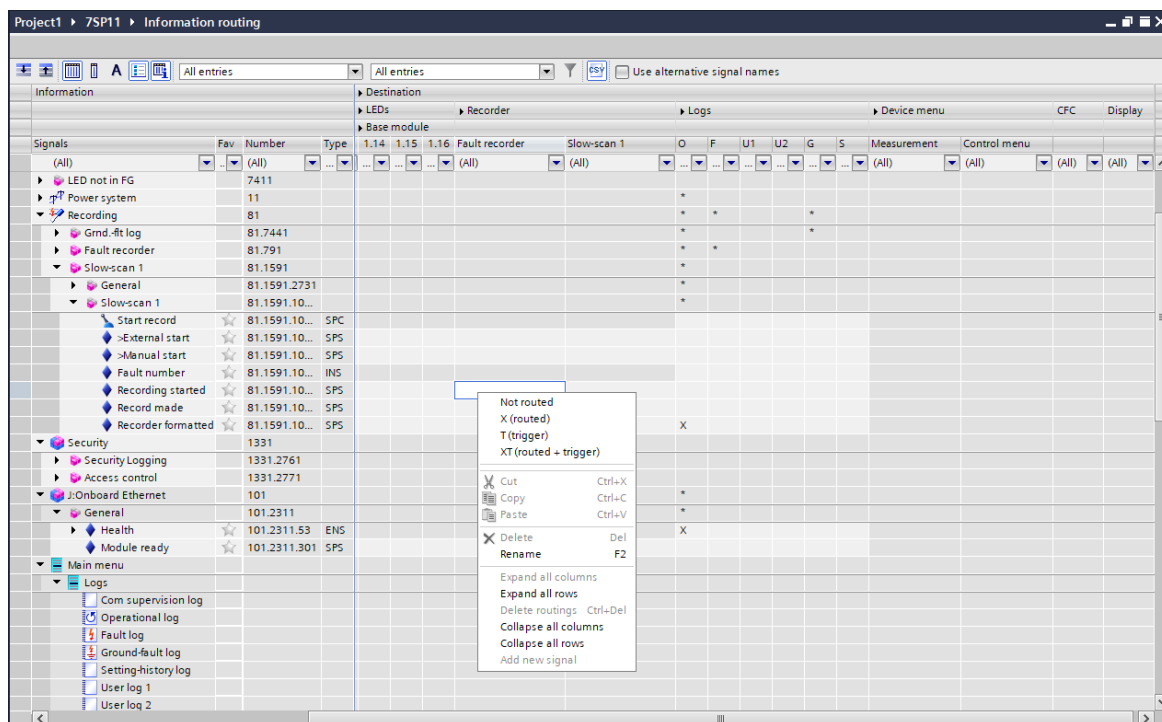 Project1 ▸ 7SP11 ▸ Information routing
A All entries All entries csv Use alternative signal names
Information Destination
LEDs Recorder Logs Device menu CFC Display
Base module
Signals Fav Number Type 1.14 1.15 1.16 Fault recorder Slow-scan 1 O F U1 U2 G S Measurement Control menu
(All) ... (All) ... ... ... ... (All) (All) ... ... ... ... ... ... (All) (All) (All) (All)
LED not in FG 7411
Power system 11 *
Recording 81 * * *
Grnd.-flt log 81.7441 * *
Fault recorder 81.791 * *
Slow-scan 1 81.1591 *
General 81.1591.2731 *
Slow-scan 1 81.1591.10...
Start record 81.1591.10... SPC
>External start 81.1591.10... SPS
>Manual start 81.1591.10... SPS
Fault number 81.1591.10... INS
Recording started 81.1591.10... SPS
Record made 81.1591.10... SPS
Recorder formatted 81.1591.10... SPS X
Security 1331
Security Logging 1331.2761
Access control 1331.2771
J:Onboard Ethernet 101 *
General 101.2311 *
Health 101.2311.53 ENS X
Module ready 101.2311.301 SPS
Main menu
Logs
Com supervision log
Operational log
Fault log
Ground-fault log
Setting-history log
User log 1
User log 2
Not routed
X (routed)
T (trigger)
XT (routed + trigger)
Cut Ctrl+X
Copy Ctrl+C
Paste Ctrl+V
Delete Del
Rename F2
Expand all columns
Expand all rows
Delete routings Ctrl+Del
Collapse all columns
Collapse all rows
Add new signal